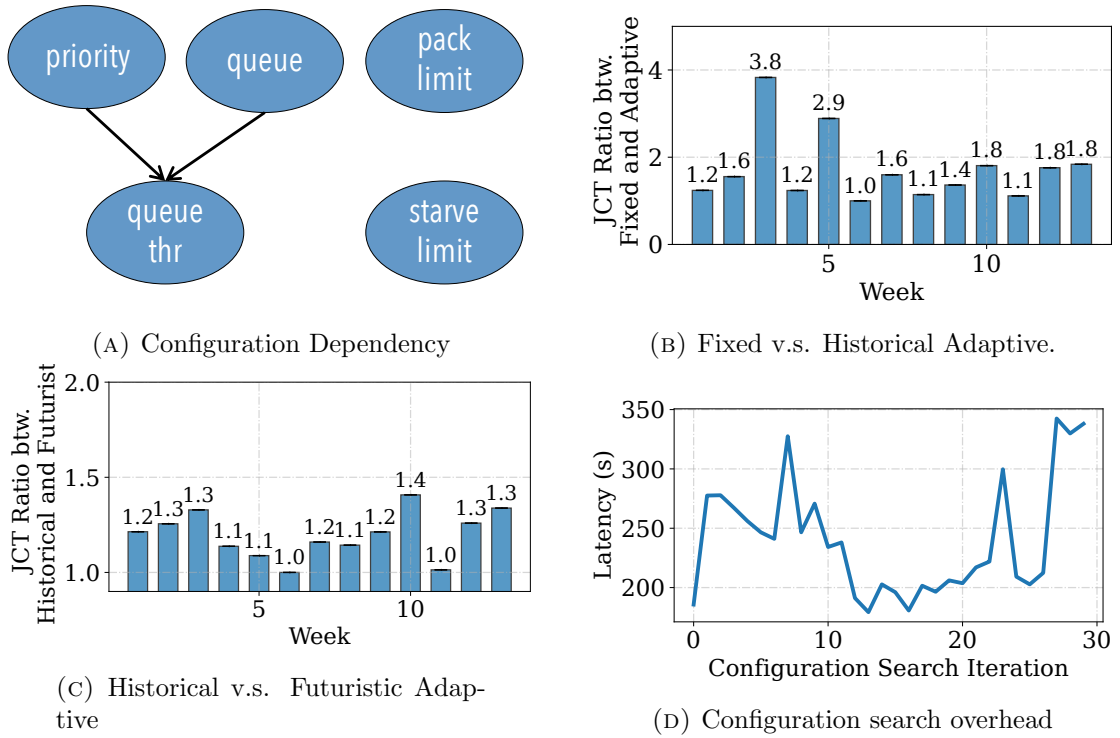 priority
queue
pack
limit
queue
thr
starve
limit
(A) Configuration Dependency
JCT Ratio btw.
Fixed and Adaptive
4
2
0
1.2
1.6
3.8
1.2
2.9
1.0
1.6
1.1
1.4
1.8
1.1
1.8
1.8
5
10
Week
(B) Fixed v.s. Historical Adaptive.
JCT Ratio btw.
Historical and Futurist
2.0
1.5
1.0
1.2
1.3
1.3
1.1
1.1
1.0
1.2
1.1
1.2
1.4
1.0
1.3
1.3
5
10
Week
(C) Historical v.s. Futuristic Adap-
tive
Latency (s)
350
300
250
200
0
10
20
30
Configuration Search Iteration
(D) Configuration search overhead